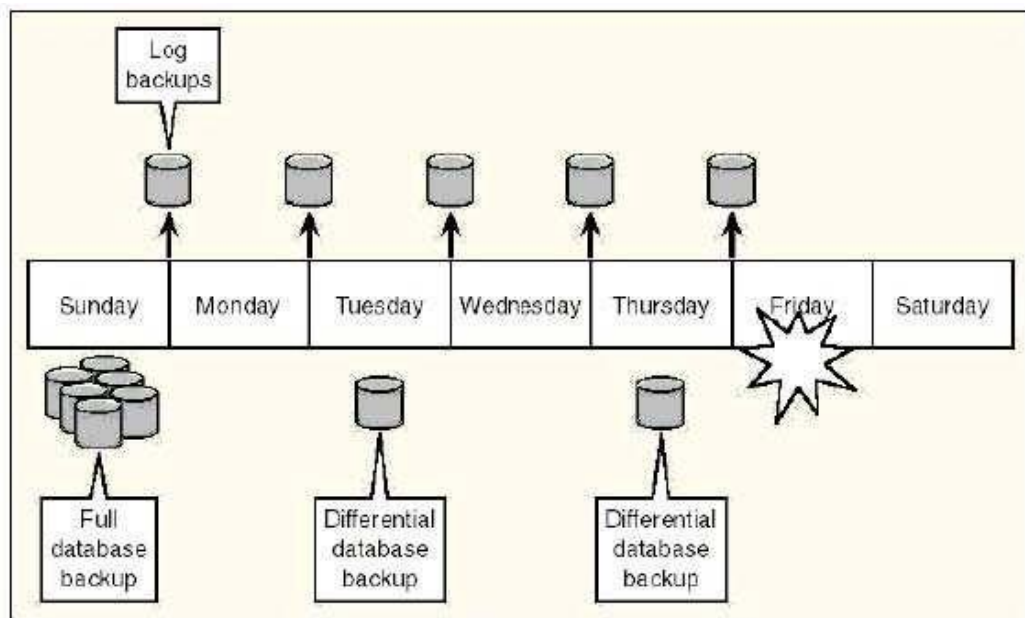 Log
backups
Sunday
Monday
Tuesday
Wednesday
Thursday
Friday
Saturday
Full
database
backup
Differential
database
backup
Differential
database
backup